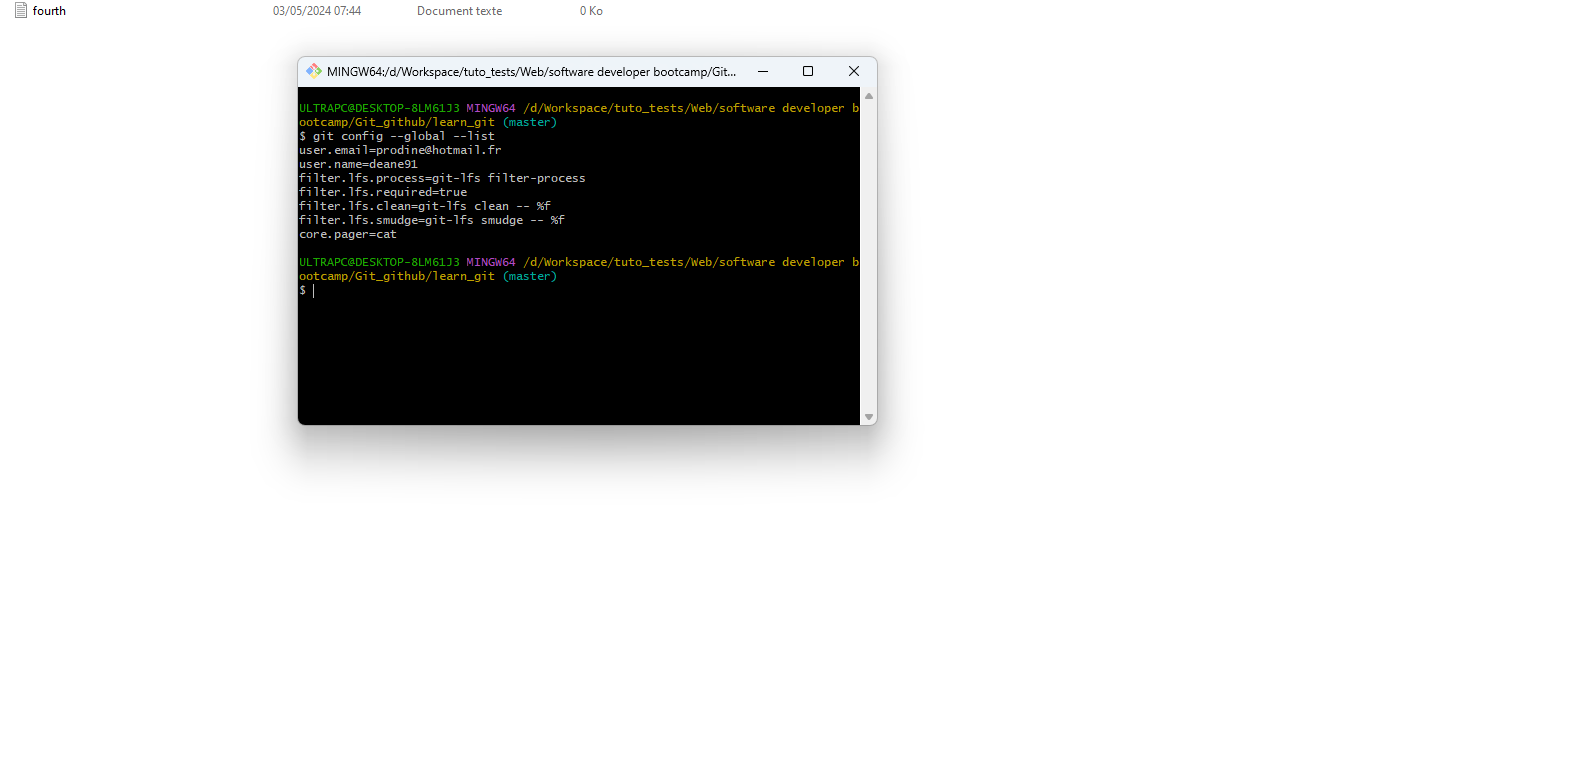 fourth 03/05/2024 07:44 Document texte 0 Ko
MINGW64:/d/Workspace/tuto_tests/Web/software developer bootcamp/Git...
ULTRAPC@DESKTOP-8LM61J3 MINGW64 /d/Workspace/tuto_tests/Web/software developer b
ootcamp/Git_github/learn_git (master)
$ git config --global --list
user.email=prodine@hotmail.fr
user.name=deane91
filter.lfs.process=git-lfs filter-process
filter.lfs.required=true
filter.lfs.clean=git-lfs clean -- %f
filter.lfs.smudge=git-lfs smudge -- %f
core.pager=cat
ULTRAPC@DESKTOP-8LM61J3 MINGW64 /d/Workspace/tuto_tests/Web/software developer b
ootcamp/Git_github/learn_git (master)
$